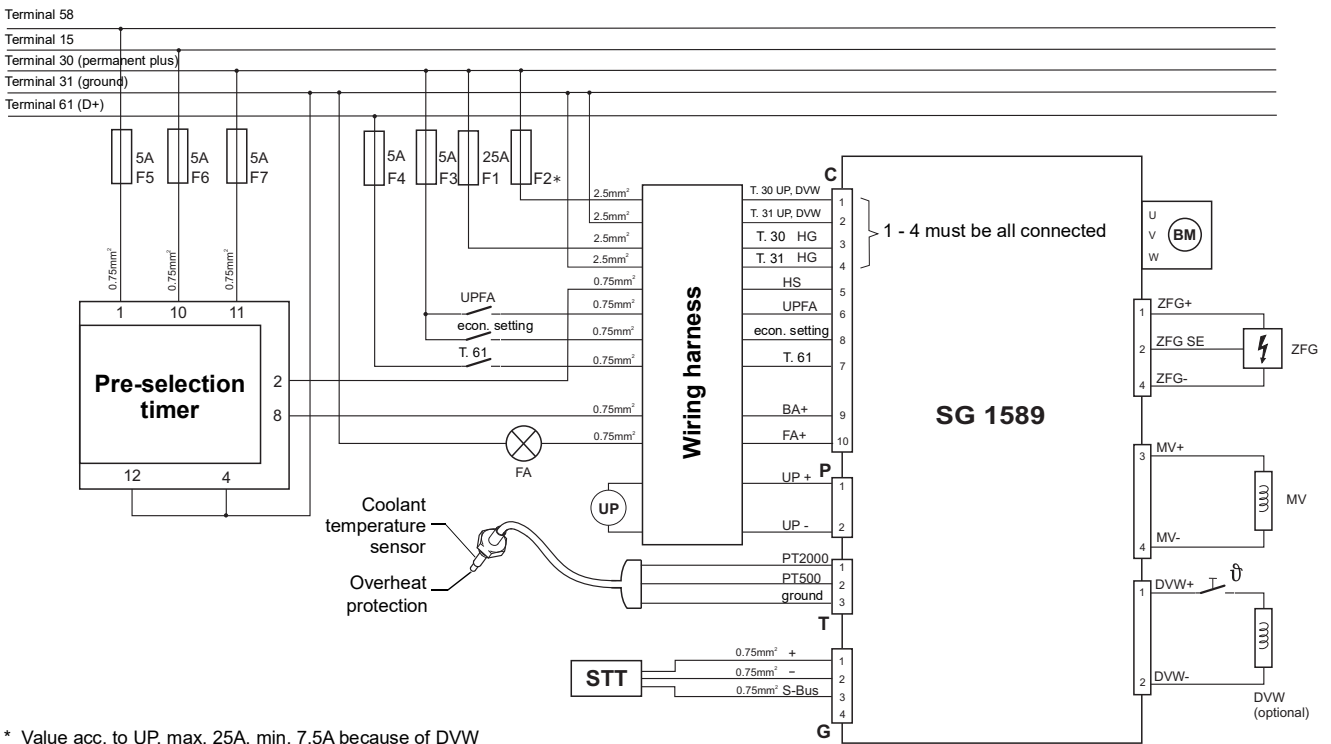 Terminal 58
Terminal 15
Terminal 30 (permanent plus)
Terminal 31 (ground)
Terminal 61 (D+)
5A
F5
5A
F6
5A
F7
5A
F4
5A
F3
25A
F1
F2*
0.75mm²
0.75mm²
0.75mm²
1
10
11
Pre-selection
timer
2
8
12
4
UPFA
econ. setting
T. 61
FA
UP
2.5mm²
2.5mm²
2.5mm²
2.5mm²
0.75mm²
0.75mm²
0.75mm²
0.75mm²
0.75mm²
0.75mm²
Wiring harness
C
T. 30 UP, DVW 1
T. 31 UP, DVW 2
T. 30 HG 3
T. 31 HG 4
1 - 4 must be all connected
HS 5
UPFA 6
econ. setting 8
T. 61 7
BA+ 9
FA+ 10
P
UP + 1
UP - 2
Coolant
temperature
sensor
Overheat
protection
PT2000 1
PT500 2
ground 3
T
STT
0.75mm² + 1
0.75mm² - 2
0.75mm² S-Bus 3
4
G
SG 1589
U
V
W
BM
1 ZFG+
2 ZFG SE
4 ZFG-
ZFG
3 MV+
4 MV-
MV
1 DVW+
ϑ
2 DVW-
DVW
(optional)
* Value acc. to UP, max. 25A, min. 7.5A because of DVW